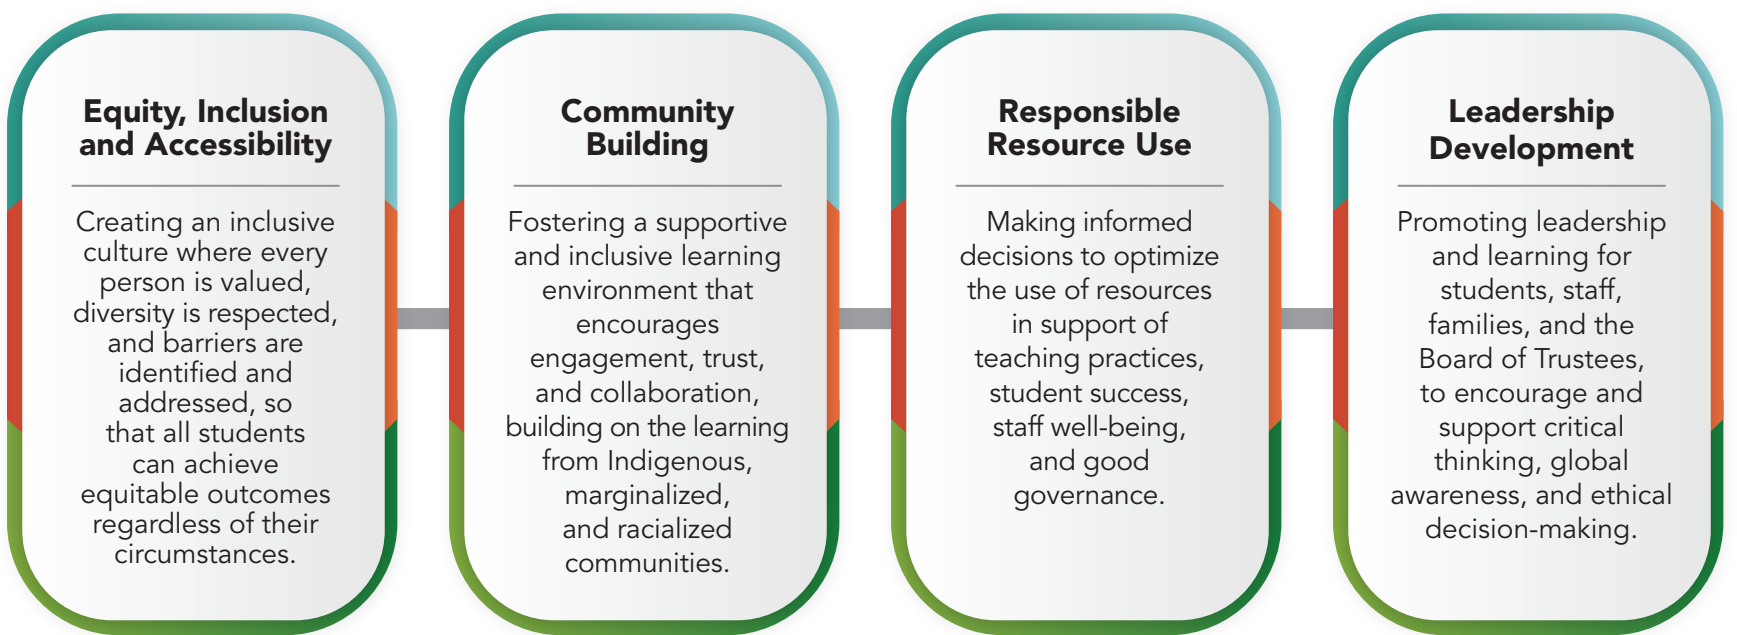 Equity, Inclusion
and Accessibility
Creating an inclusive
culture where every
person is valued,
diversity is respected,
and barriers are
identified and
addressed, so
that all students
can achieve
equitable outcomes
regardless of their
circumstances.
Community
Building
Fostering a supportive
and inclusive learning
environment that
encourages
engagement, trust,
and collaboration,
building on the learning
from Indigenous,
marginalized,
and racialized
communities.
Responsible
Resource Use
Making informed
decisions to optimize
the use of resources
in support of
teaching practices,
student success,
staff well-being,
and good
governance.
Leadership
Development
Promoting leadership
and learning for
students, staff,
families, and the
Board of Trustees,
to encourage and
support critical
thinking, global
awareness, and ethical
decision-making.